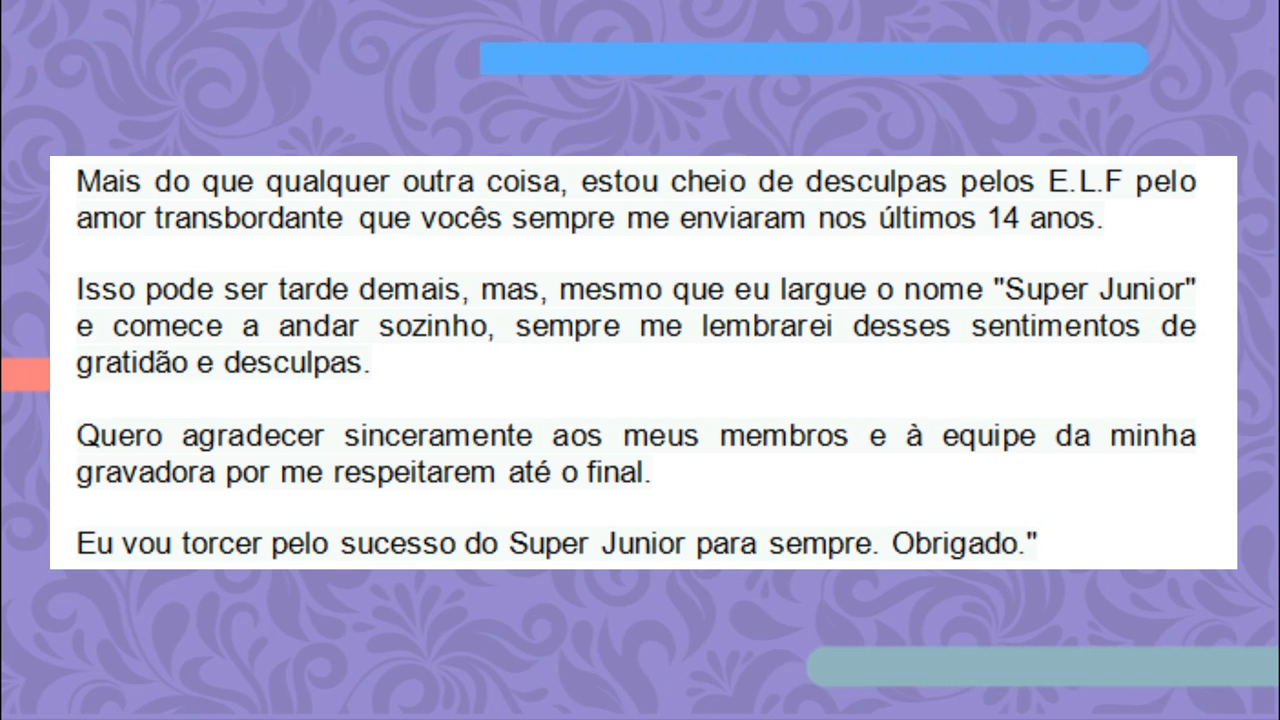 Mais do que qualquer outra coisa, estou cheio de desculpas pelos E.L.F pelo
amor transbordante que vocês sempre me enviaram nos últimos 14 anos.
Isso pode ser tarde demais, mas, mesmo que eu largue o nome "Super Junior"
e comece a andar sozinho, sempre me lembrarei desses sentimentos de
gratidão e desculpas.
Quero agradecer sinceramente aos meus membros e à equipe da minha
gravadora por me respeitarem até o final.
Eu vou torcer pelo sucesso do Super Junior para sempre. Obrigado."